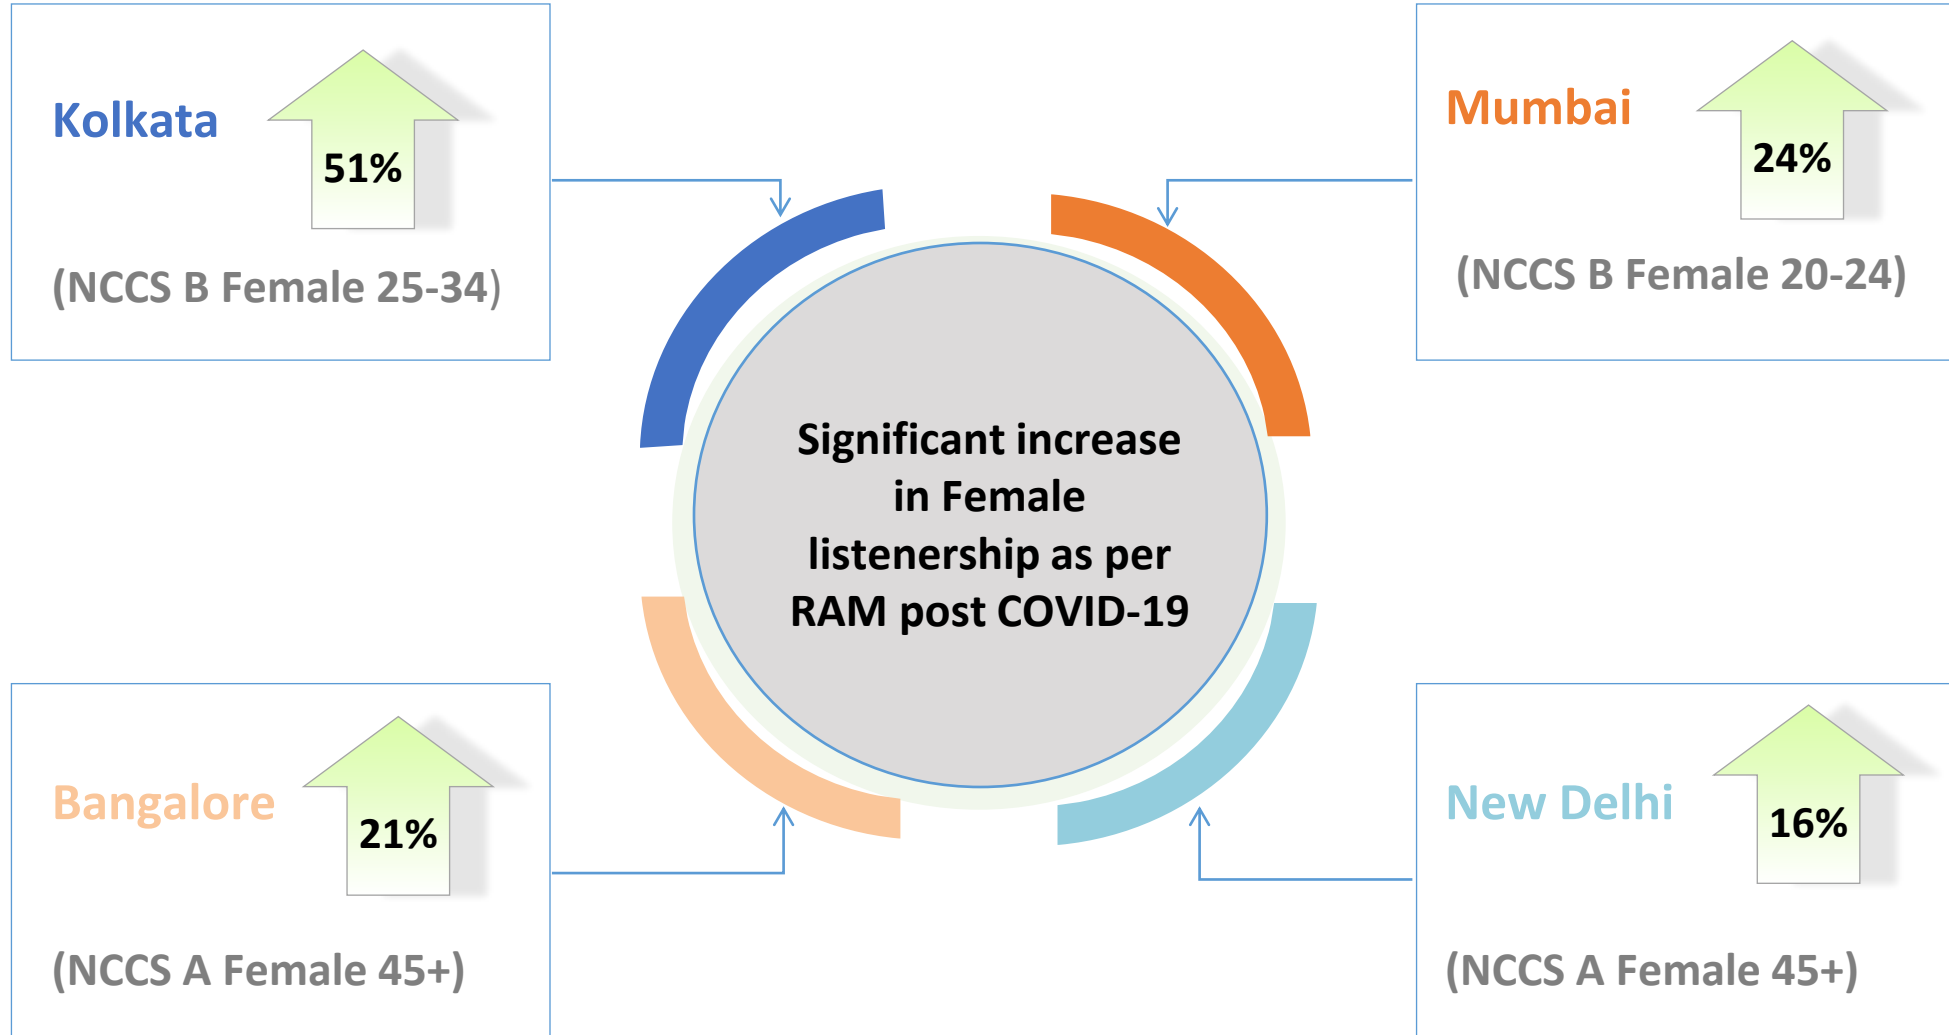 Kolkata
51%
(NCCS B Female 25-34)
Mumbai
24%
(NCCS B Female 20-24)
Significant increase
in Female
listenership as per
RAM post COVID-19
Bangalore
21%
(NCCS A Female 45+)
New Delhi
16%
(NCCS A Female 45+)